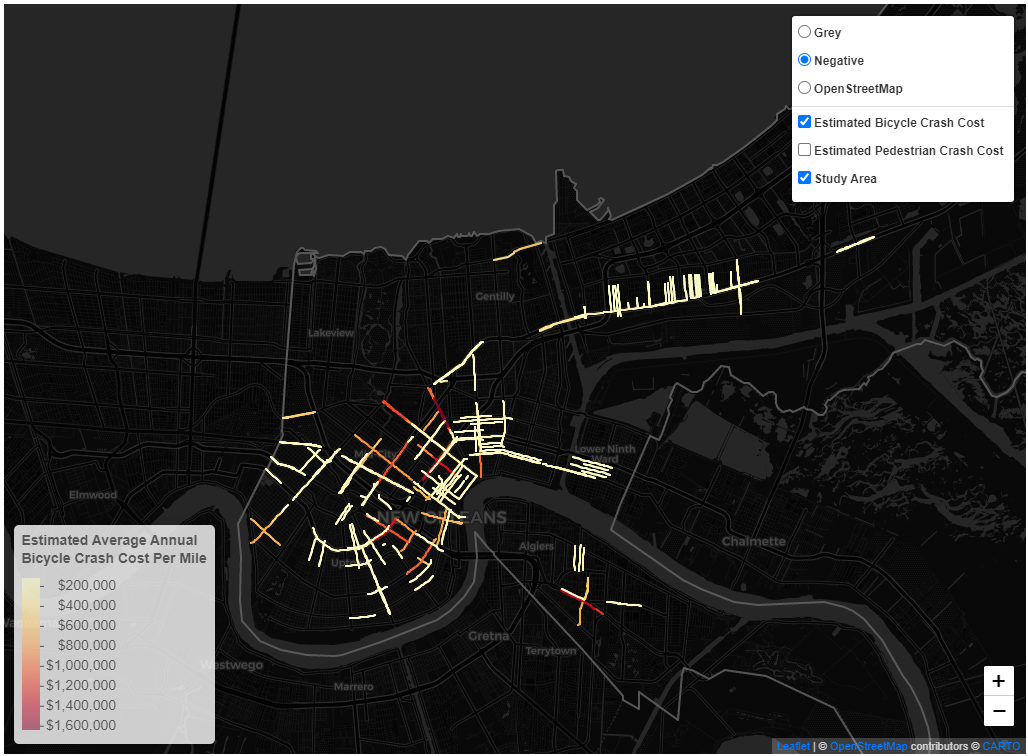 Grey
Negative
OpenStreetMap
Estimated Bicycle Crash Cost
Estimated Pedestrian Crash Cost
Study Area
Gentilly
Lakeview
Lower Ninth
Ward
Elmwood
NEW ORLEANS
Algiers
Chalmette
Gretna
Terrytown
Westwego
Marrero
Estimated Average Annual
Bicycle Crash Cost Per Mile
$200,000
$400,000
$600,000
$800,000
$1,000,000
$1,200,000
$1,400,000
$1,600,000
+
−
Leaflet | © OpenStreetMap contributors © CARTO